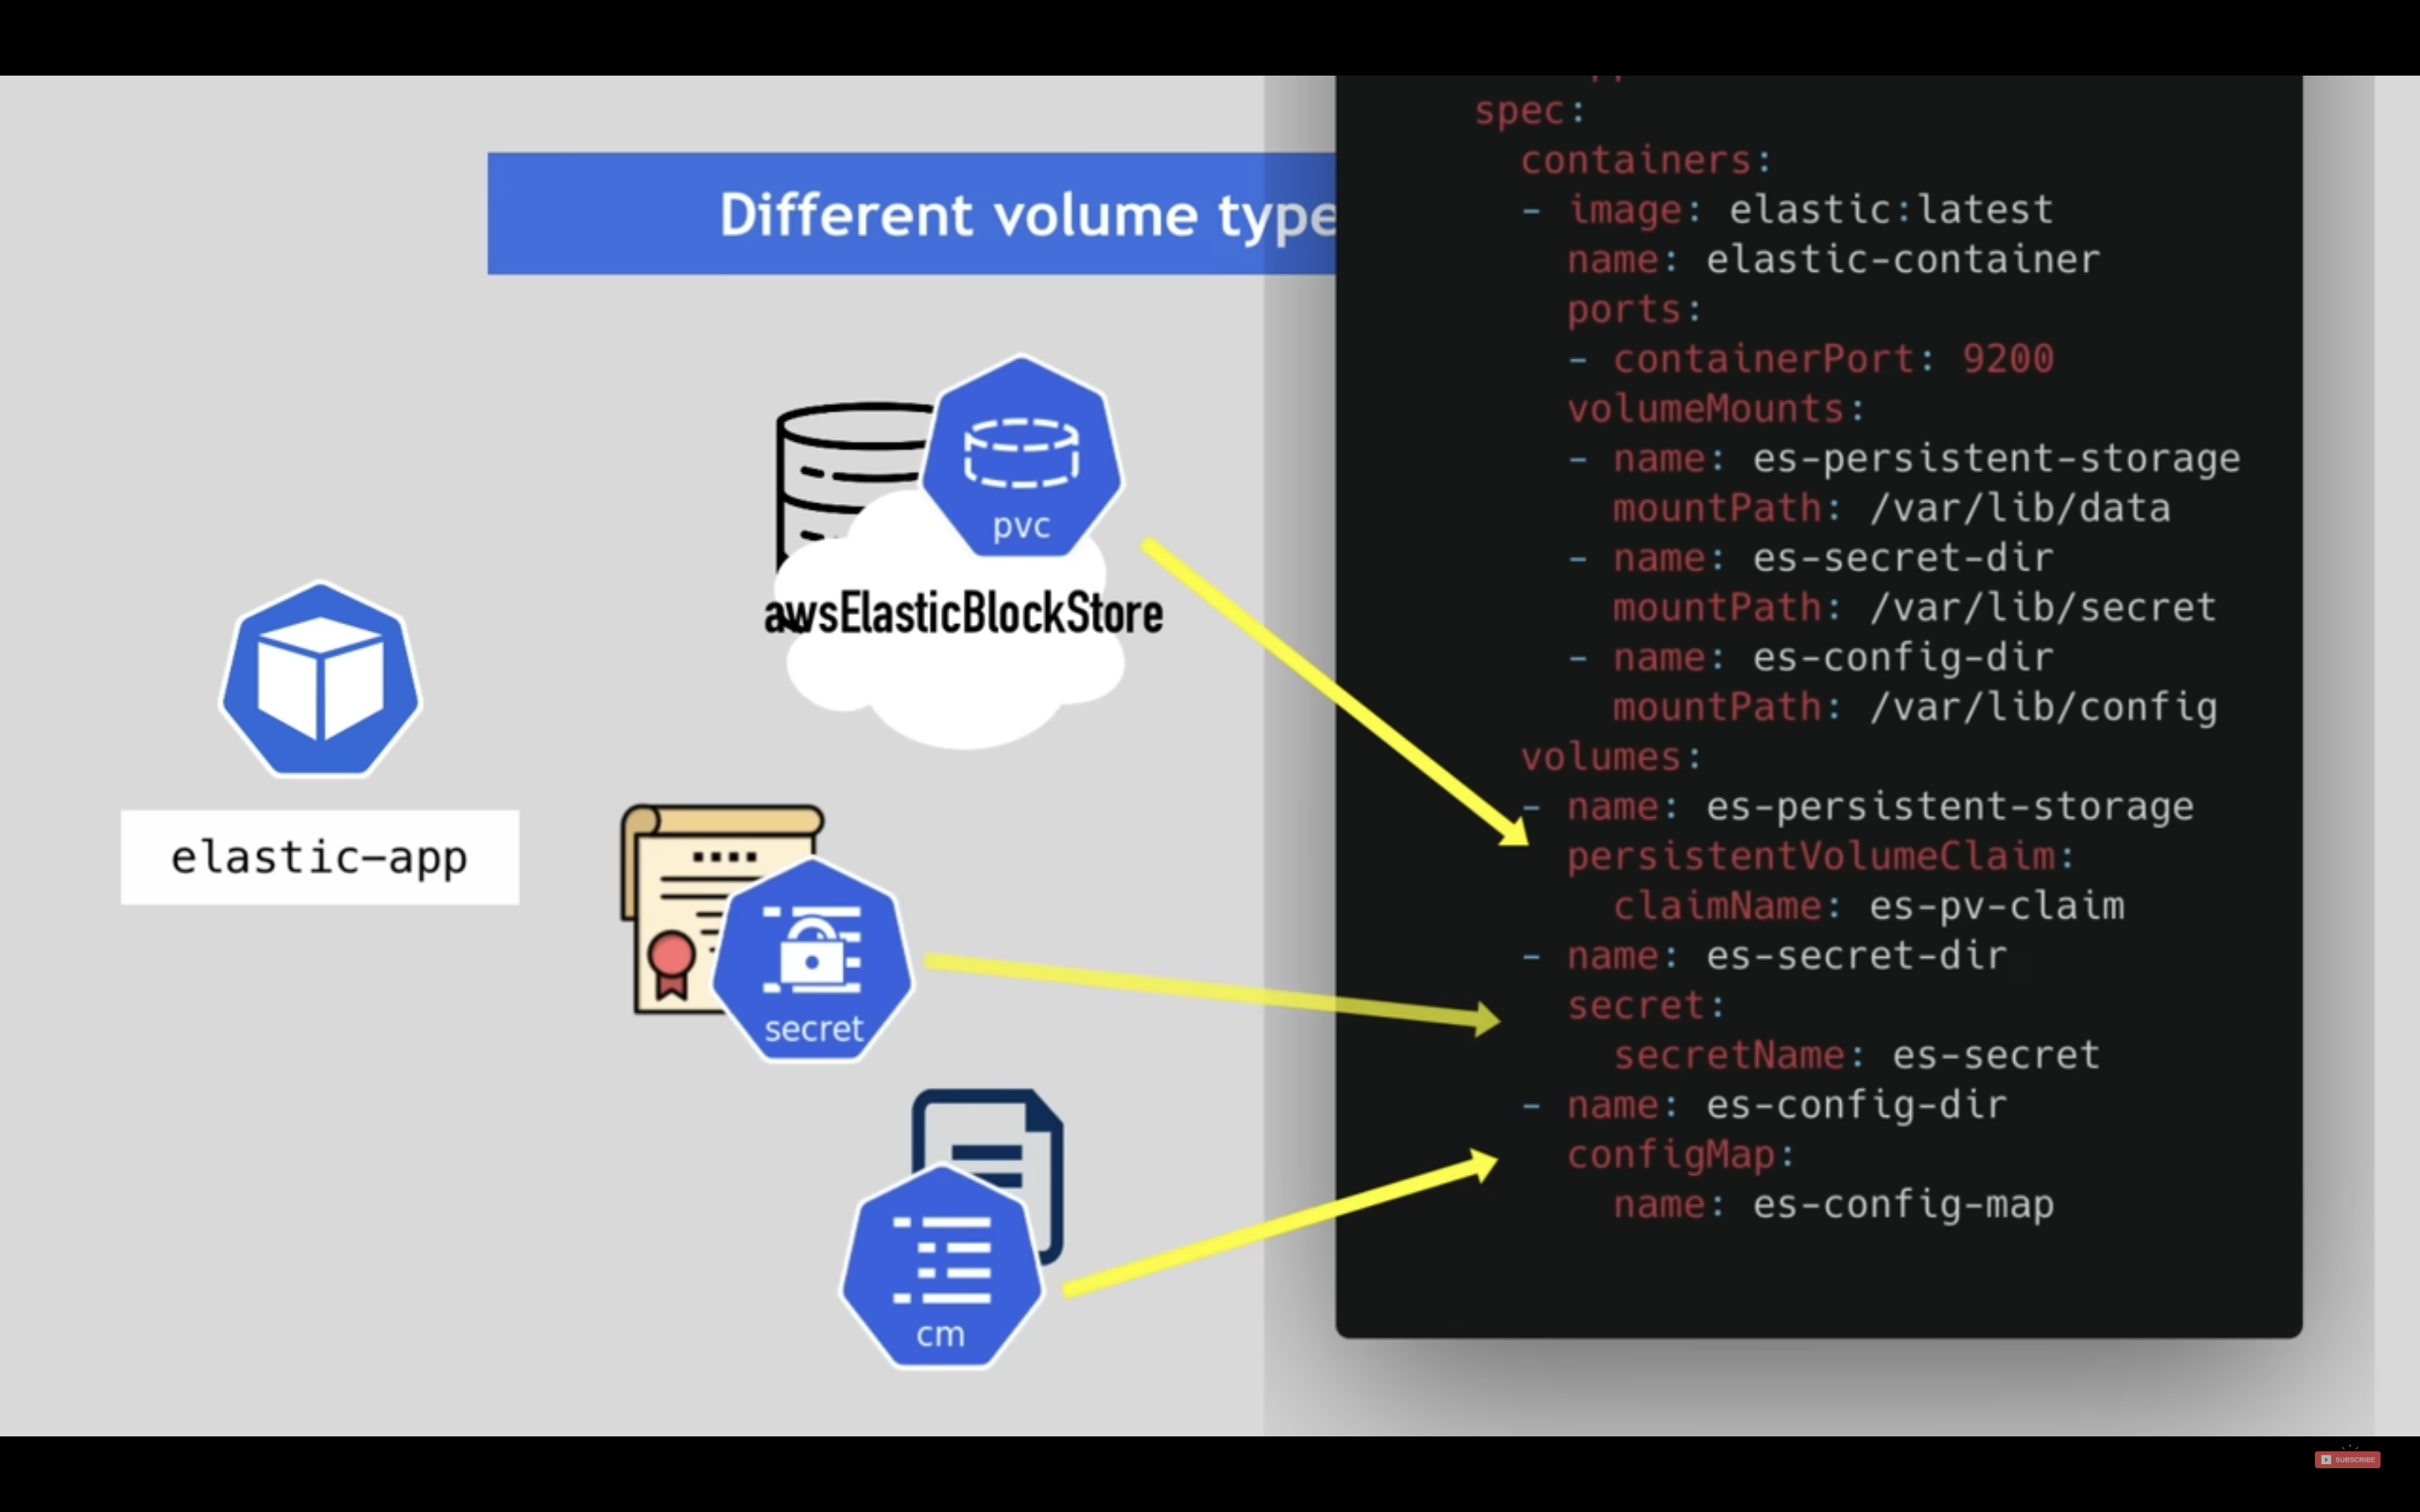 Different volume type
pvc
awsElasticBlockStore
elastic-app
secret
cm
spec:
containers:
- image: elastic:latest
name: elastic-container
ports:
- containerPort: 9200
volumeMounts:
- name: es-persistent-storage
mountPath: /var/lib/data
- name: es-secret-dir
mountPath: /var/lib/secret
- name: es-config-dir
mountPath: /var/lib/config
volumes:
- name: es-persistent-storage
persistentVolumeClaim:
claimName: es-pv-claim
- name: es-secret-dir
secret:
secretName: es-secret
- name: es-config-dir
configMap:
name: es-config-map
SUBSCRIBE